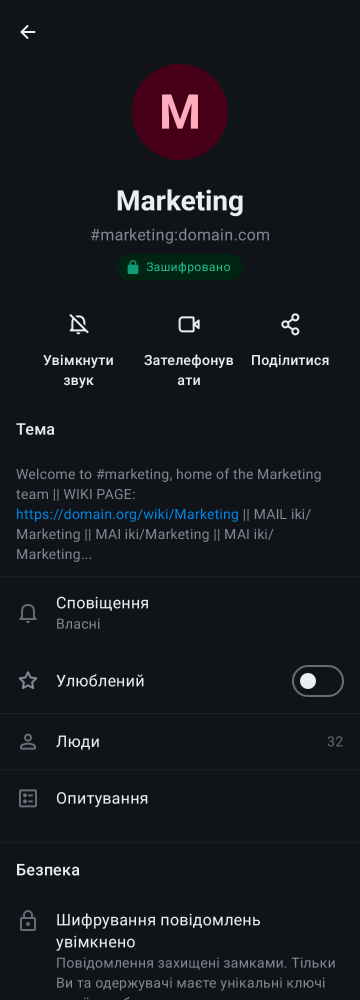 M
Marketing
#marketing:domain.com
Зашифровано
Увімкнути
звук
Зателефонув
ати
Поділитися
Тема
Welcome to #marketing, home of the Marketing
team || WIKI PAGE:
https://domain.org/wiki/Marketing || MAIL iki/
Marketing || MAI iki/Marketing || MAI iki/
Marketing...
Сповіщення
Власні
Улюблений
Люди
32
Опитування
Безпека
Шифрування повідомлень
увімкнено
Повідомлення захищені замками. Тільки
Ви та одержувачі маєте унікальні ключі